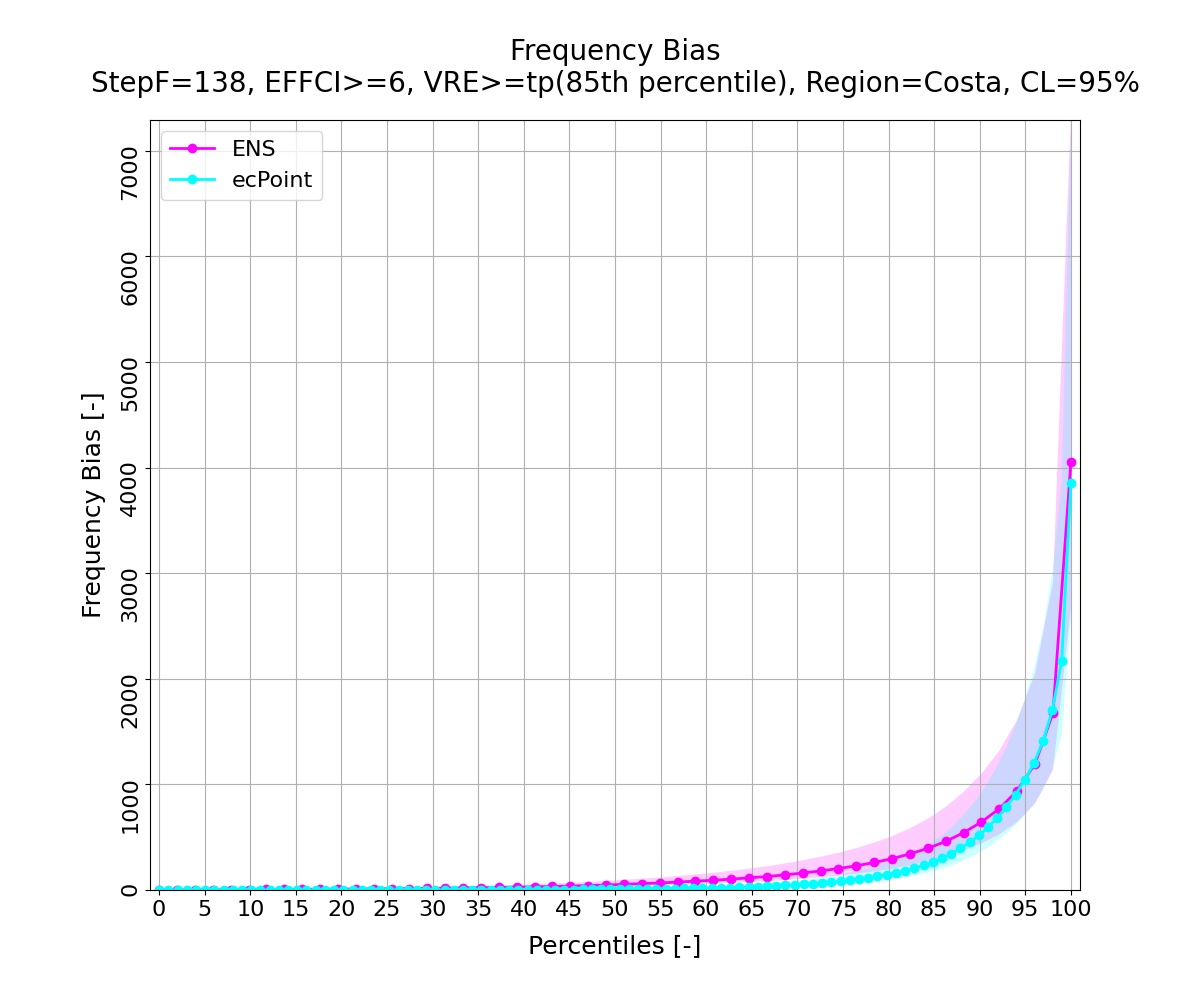 Frequency Bias
StepF=138, EFFCI>=6, VRE>=tp(85th percentile), Region=Costa, CL=95%
ENS
ecPoint
7000
6000
5000
4000
3000
2000
1000
0
Frequency Bias [-]
0 5 10 15 20 25 30 35 40 45 50 55 60 65 70 75 80 85 90 95 100
Percentiles [-]